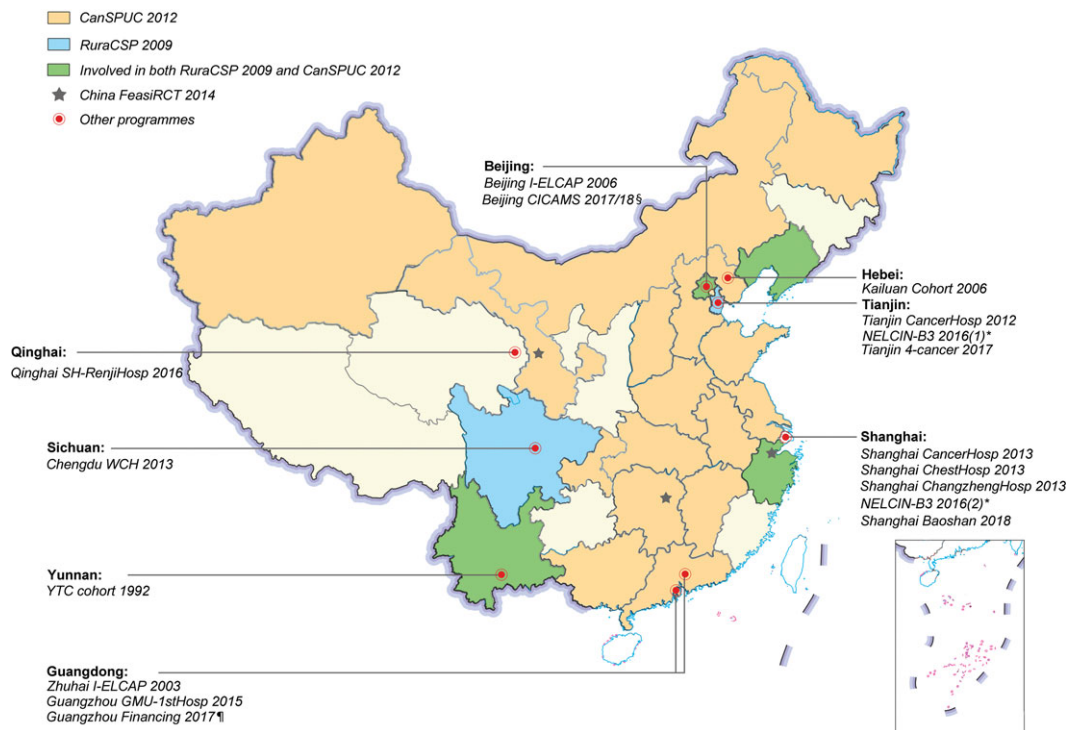 CanSPUC 2012
RuraCSP 2009
Involved in both RuraCSP 2009 and CanSPUC 2012
China FeasiRCT 2014
Other programmes
Beijing:
Beijing I-ELCAP 2006
Beijing CICAMS 2017/18§
Hebei:
Kailuan Cohort 2006
Tianjin:
Tianjin CancerHosp 2012
NELCIN-B3 2016(1)*
Tianjin 4-cancer 2017
Qinghai:
Qinghai SH-RenjiHosp 2016
Sichuan:
Chengdu WCH 2013
Shanghai:
Shanghai CancerHosp 2013
Shanghai ChestHosp 2013
Shanghai ChangzhengHosp 2013
NELCIN-B3 2016(2)*
Shanghai Baoshan 2018
Yunnan:
YTC cohort 1992
Guangdong:
Zhuhai I-ELCAP 2003
Guangzhou GMU-1stHosp 2015
Guangzhou Financing 2017¶